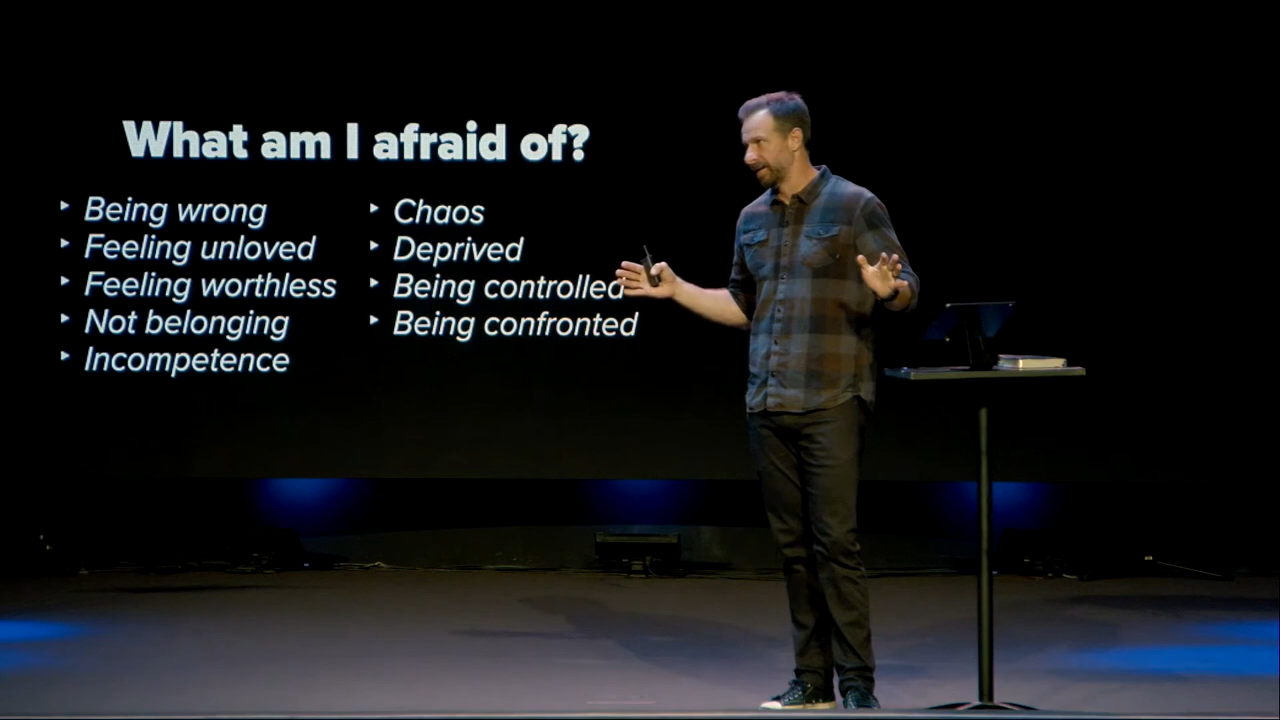 What am I afraid of?
Being wrong
Feeling unloved
Feeling worthless
Not belonging
Incompetence
Chaos
Deprived
Being controlled
Being confronted